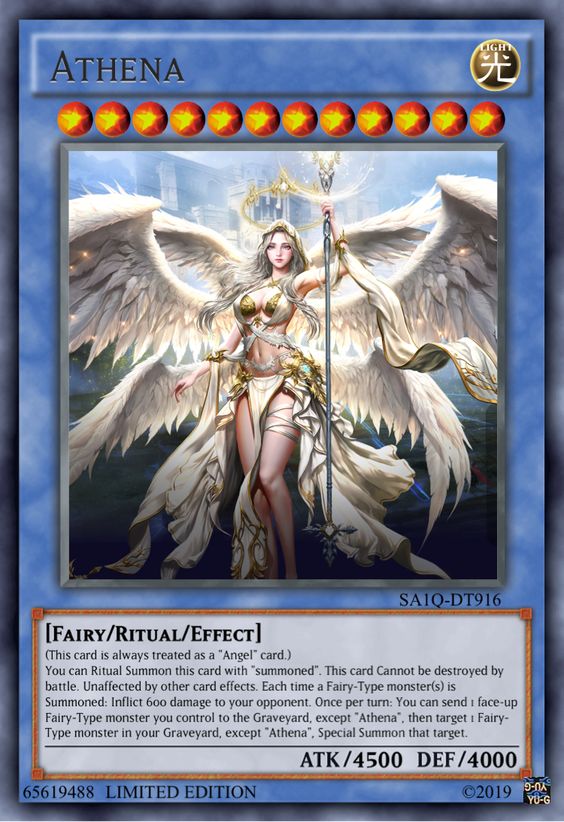 Athena
LIGHT
光
SA1Q-DT916
[Fairy/Ritual/Effect]
(This card is always treated as a "Angel" card.)
You can Ritual Summon this card with "summoned". This card Cannot be destroyed by
battle. Unaffected by other card effects. Each time a Fairy-Type monster(s) is
Summoned: Inflict 600 damage to your opponent. Once per turn: You can send 1 face-up
Fairy-Type monster you control to the Graveyard, except "Athena", then target 1 Fairy-
Type monster in your Graveyard, except "Athena", Special Summon that target.
ATK/4500 DEF/4000
65619488 LIMITED EDITION
©2019
YU-G